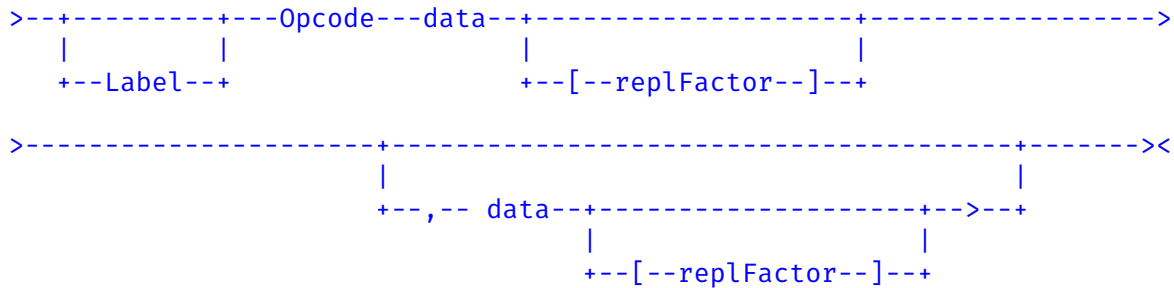 >--+---------+---Opcode---data--+------------------+----------------->
|         |                  |                  |
+--Label--+                  +--[--replFactor--]--+
>---------------------+-----------------------------------+-------><
|                                   |
+--,-- data--+------------------+-->--+
|                  |
+--[--replFactor--]--+